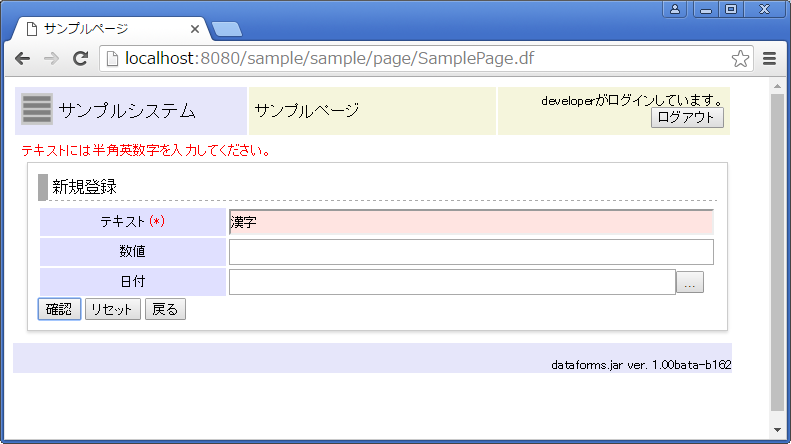 サンプルページ
localhost:8080/sample/sample/page/SamplePage.df
サンプルシステム
サンプルページ
developerがログインしています。
ログアウト
テキストには半角英数字を入力してください。
新規登録
テキスト(*)
漢字
数値
日付
...
確認 リセット 戻る
dataforms.jar ver. 1.00bata-b162